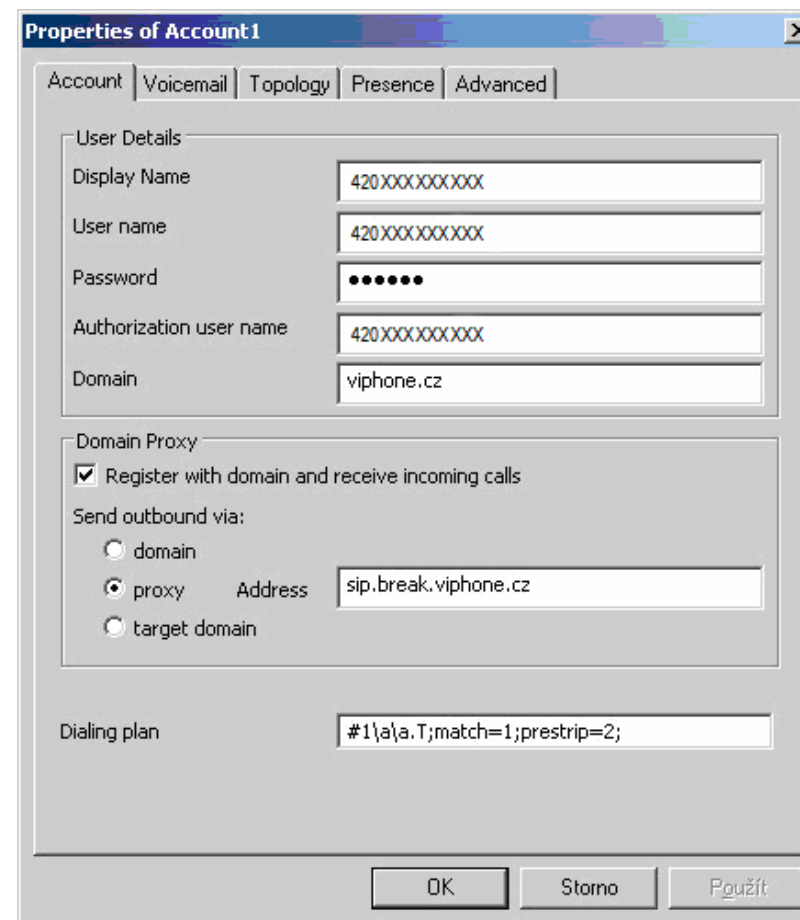 Properties of Account1
Account Voicemail Topology Presence Advanced
User Details
Display Name 420XXXXXXXXX
User name 420XXXXXXXXX
Password ●●●●●●
Authorization user name 420XXXXXXXXX
Domain viphone.cz
Domain Proxy
Register with domain and receive incoming calls
Send outbound via:
domain
proxy Address sip.break.viphone.cz
target domain
Dialing plan #1\a\a.T;match=1;prestrip=2;
OK Storno Použít